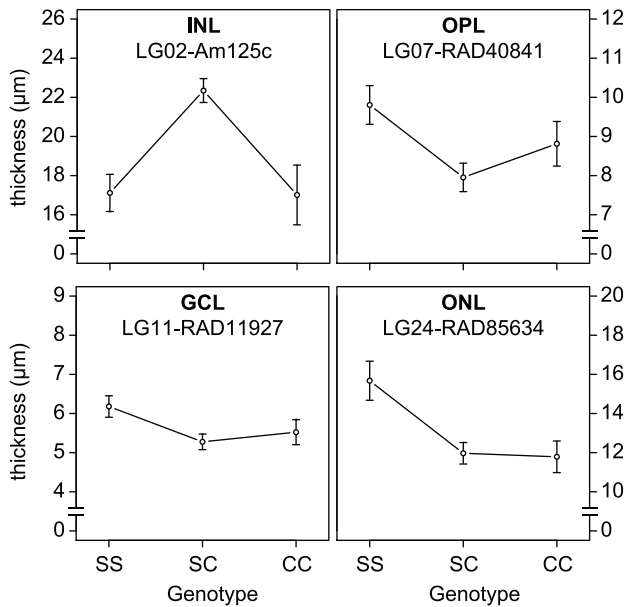 INL
LG02-Am125c
thickness (µm)
26
24
22
20
18
16
0
OPL
LG07-RAD40841
12
11
10
9
8
7
0
GCL
LG11-RAD11927
thickness (µm)
9
8
7
6
5
4
0
SS SC CC
Genotype
ONL
LG24-RAD85634
20
18
16
14
12
10
0
SS SC CC
Genotype